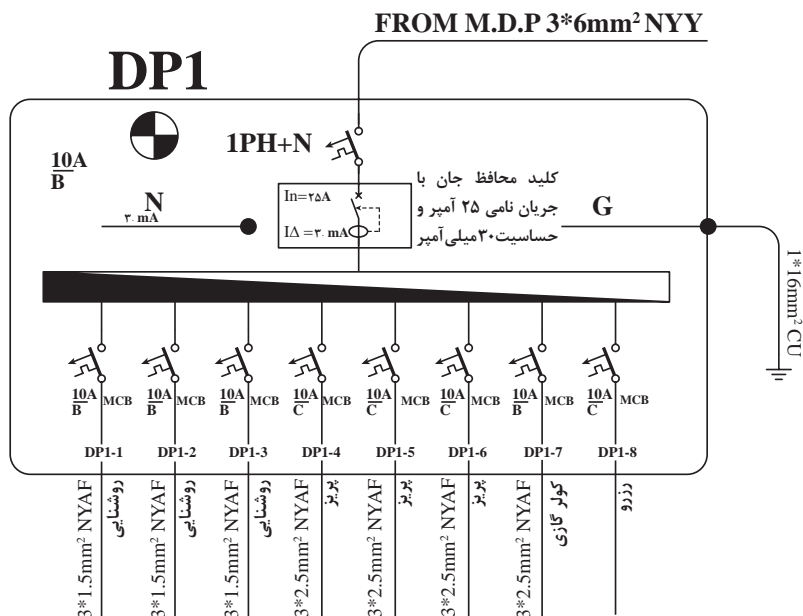 FROM M.D.P 3*6mm² NYY
DP1
1PH+N
10A
B
N
۳۰ mA
In=۲۵A
I∆ =۳۰ mA
کلید محافظ جان با
جریان نامی ۲۵ آمپر و
حساسیت۳۰میلی‌آمپر
G
1*16mm² CU
10A
B
MCB
10A
B
MCB
10A
B
MCB
10A
C
MCB
10A
C
MCB
10A
C
MCB
10A
B
MCB
10A
C
MCB
DP1-1
DP1-2
DP1-3
DP1-4
DP1-5
DP1-6
DP1-7
DP1-8
3*1.5mm² NYAF
روشنایی
3*1.5mm² NYAF
روشنایی
3*1.5mm² NYAF
روشنایی
3*2.5mm² NYAF
پریز
3*2.5mm² NYAF
پریز
3*2.5mm² NYAF
پریز
3*2.5mm² NYAF
کولر گازی
رزرو